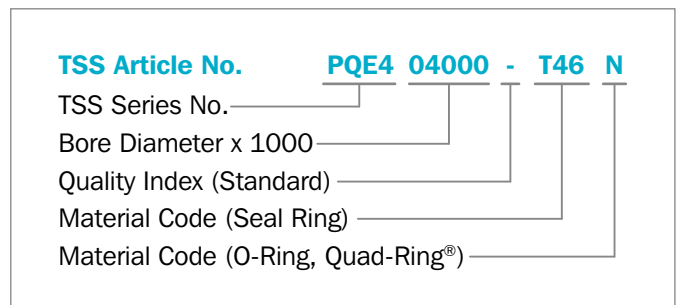 TSS Article No. PQE4 04000 - T46 N
TSS Series No.
Bore Diameter x 1000
Quality Index (Standard)
Material Code (Seal Ring)
Material Code (O-Ring, Quad-Ring®)